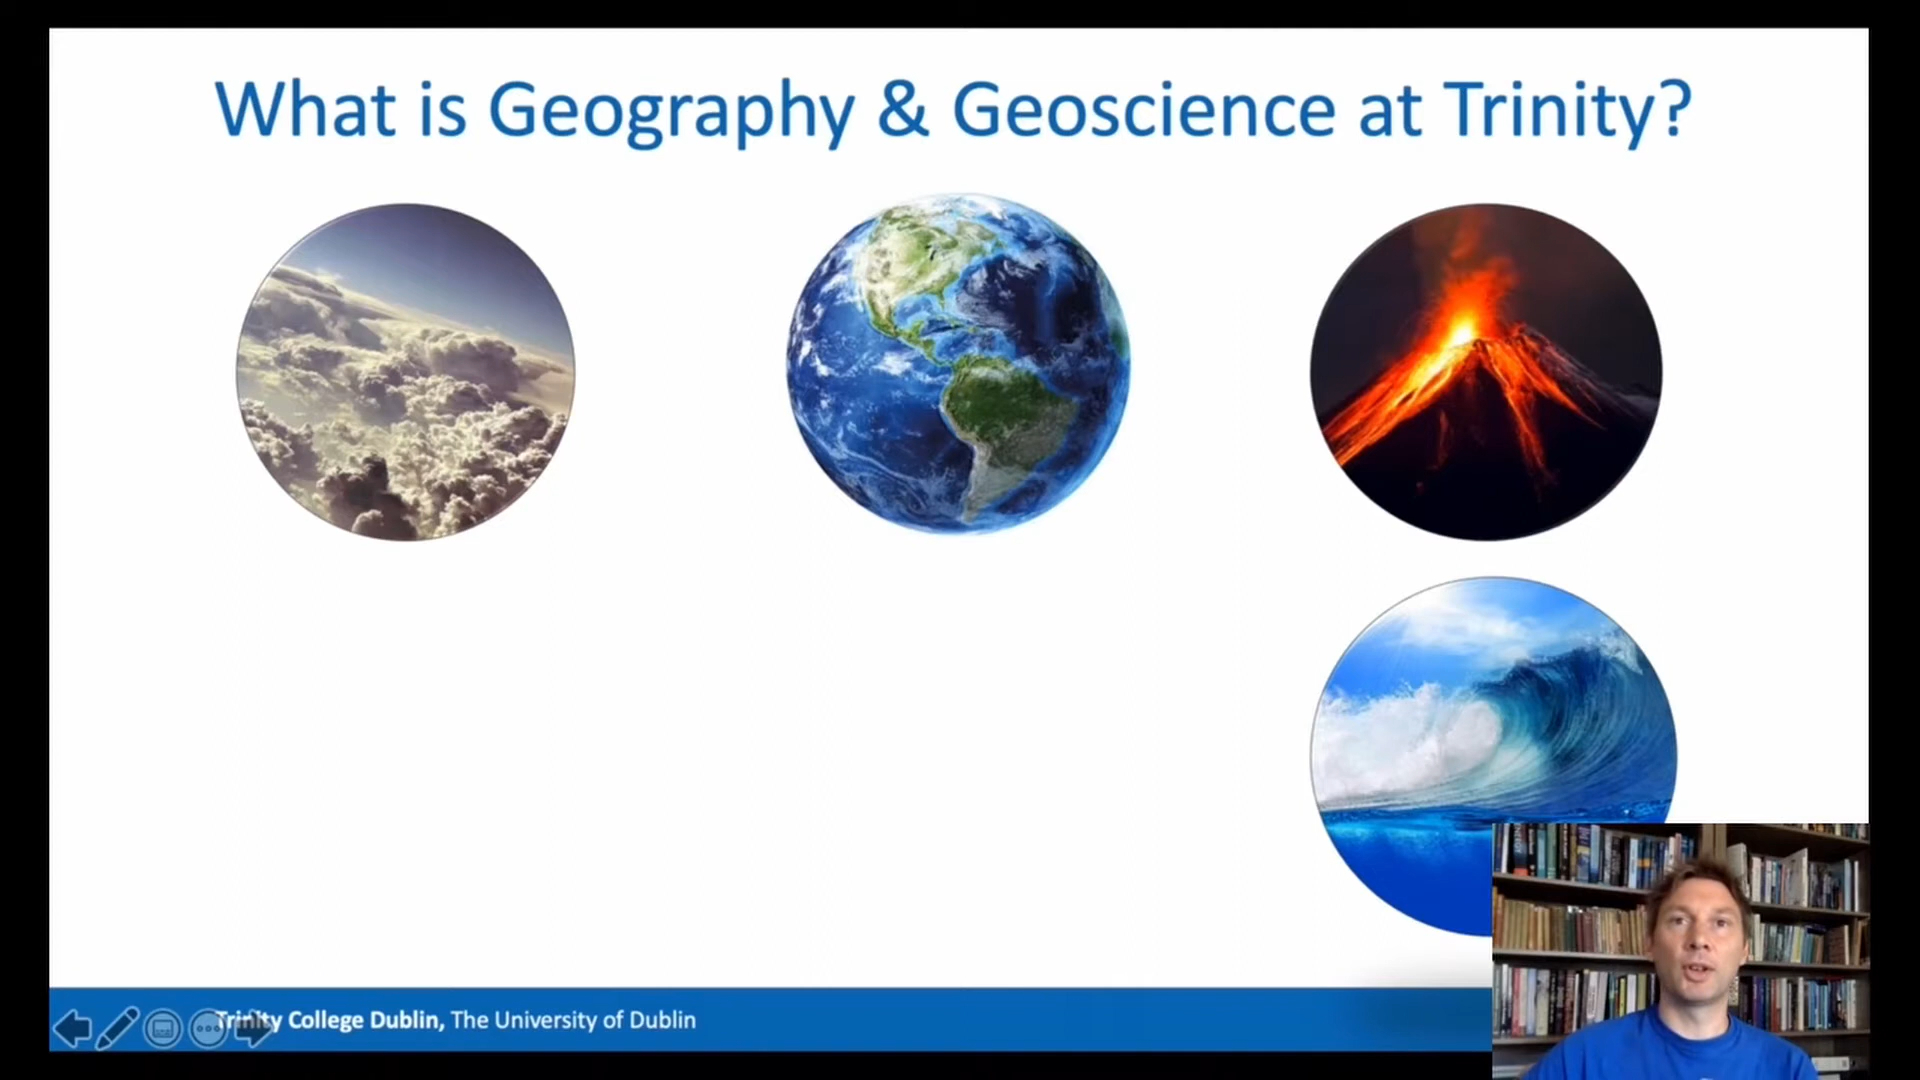 What is Geography & Geoscience at Trinity?
Trinity College Dublin, The University of Dublin